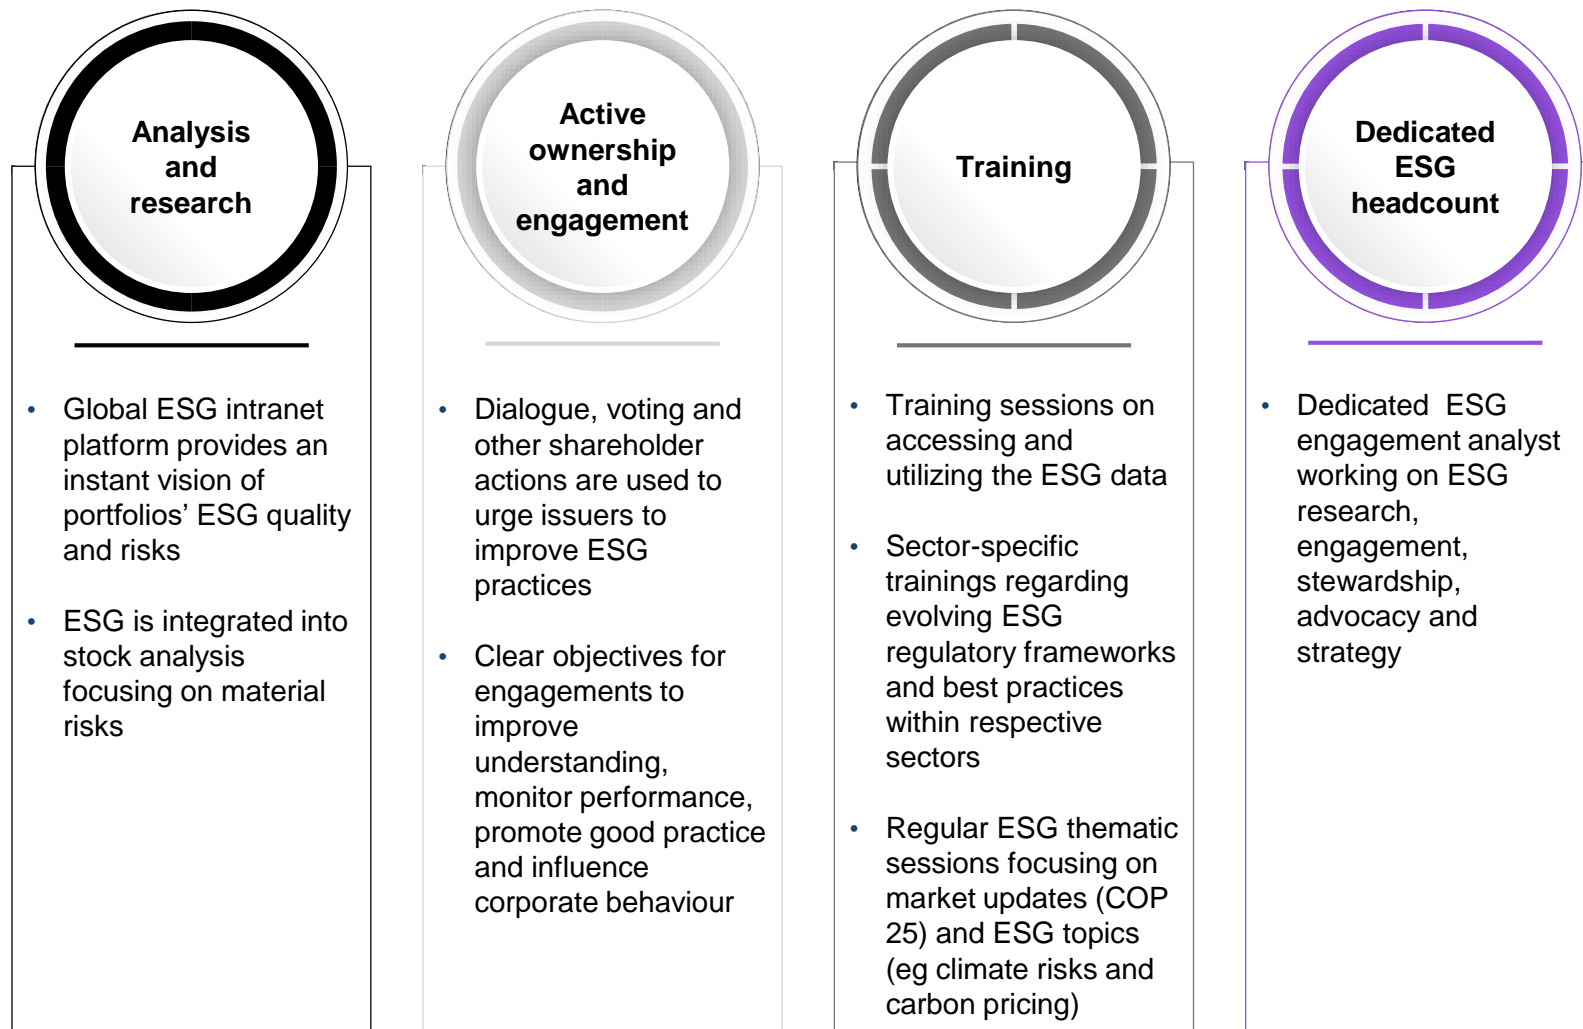 Analysis
and
research
Active
ownership
and
engagement
Training
Dedicated
ESG
headcount
• Global ESG intranet
platform provides an
instant vision of
portfolios’ ESG quality
and risks
• ESG is integrated into
stock analysis
focusing on material
risks
• Dialogue, voting and
other shareholder
actions are used to
urge issuers to
improve ESG
practices
• Clear objectives for
engagements to
improve
understanding,
monitor performance,
promote good practice
and influence
corporate behaviour
• Training sessions on
accessing and
utilizing the ESG data
• Sector-specific
trainings regarding
evolving ESG
regulatory frameworks
and best practices
within respective
sectors
• Regular ESG thematic
sessions focusing on
market updates (COP
25) and ESG topics
(eg climate risks and
carbon pricing)
• Dedicated ESG
engagement analyst
working on ESG
research,
engagement,
stewardship,
advocacy and
strategy